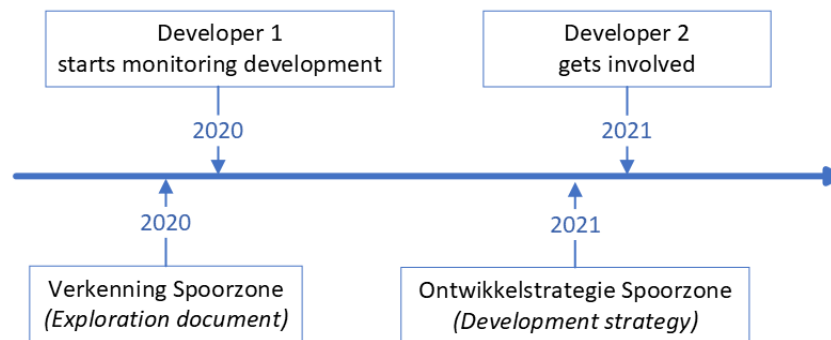 Developer 1
starts monitoring development
Developer 2
gets involved
2020
2021
2020
2021
Verkenning Spoorzone
(Exploration document)
Ontwikkelstrategie Spoorzone
(Development strategy)